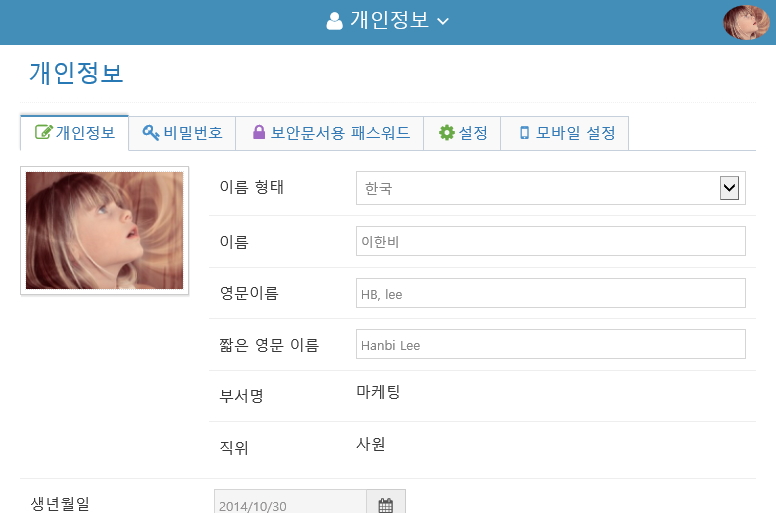 개인정보
개인정보
개인정보 비밀번호 보안문서용 패스워드 설정 모바일 설정
이름 형태 한국
이름 이한비
영문이름 HB, lee
짧은 영문 이름 Hanbi Lee
부서명 마케팅
직위 사원
생년월일 2014/10/30